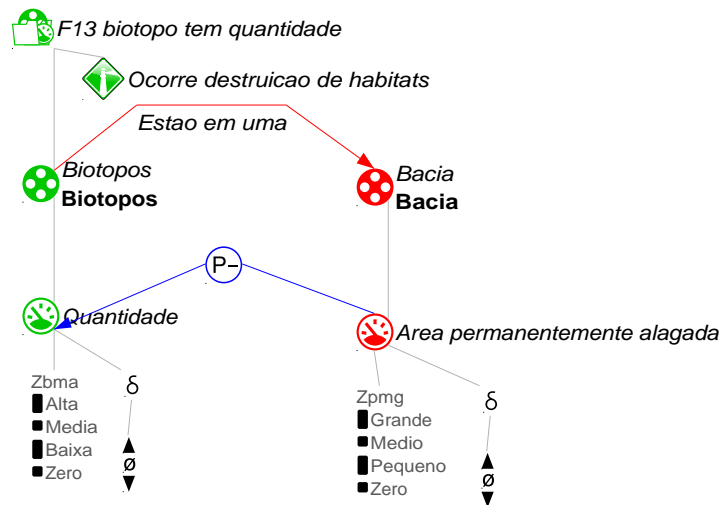 F13 biotopo tem quantidade
Ocorre destruicao de habitats
Estao em uma
Biotopos
Biotopos
Bacia
Bacia
P–
Quantidade
Area permanentemente alagada
Zbma
Alta
Media
Baixa
Zero
δ
ø
Zpmg
Grande
Medio
Pequeno
Zero
δ
ø